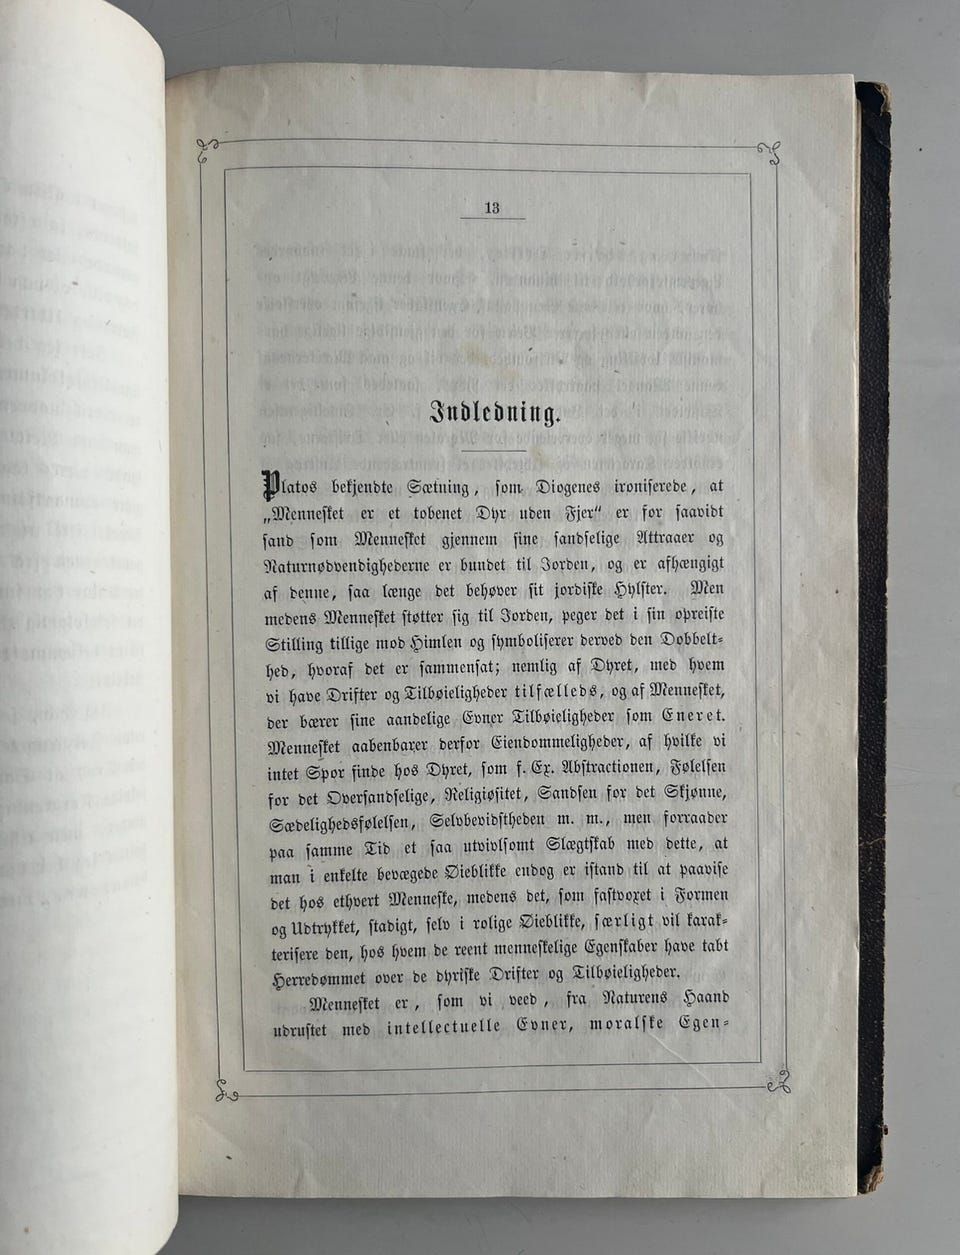 13
Indledning.
Platos bekjendte Sætning, som Diogenes ironiserede, at
„Mennesket er et tobenet Dyr uden Fjer“ er for saavidt
sand som Mennesket gjennem sine sandselige Attraaer og
Naturnødvendighederne er bundet til Jorden, og er afhængigt
af denne, saa længe det behøver sit jordiske Hylster. Men
medens Mennesket støtter sig til Jorden, peger det i sin opreiste
Stilling tillige mod Himlen og symboliserer derved den Dobbelt-
hed, hvoraf det er sammensat; nemlig af Dyret, med hvem
vi have Drifter og Tilbøieligheder tilfælleds, og af Mennesket,
der bærer sine aandelige Evner Tilbøieligheder som Eneret.
Mennesket aabenbarer derfor Eiendommeligheder, af hvilke vi
intet Spor finde hos Dyret, som f. Ex. Abstractionen, Følelsen
for det Oversandselige, Religiøsitet, Sandsen for det Skjønne,
Sædelighedsfølelsen, Selvbevidstheden m. m., men forraader
paa samme Tid et saa utvivlsomt Slægtskab med dette, at
man i enkelte bevægede Øieblikke endog er istand til at paavise
det hos ethvert Menneske, medens det, som fastvoxet i Formen
og Udtrykket, stadigt, selv i rolige Øieblikke, særligt vil karak-
terisere den, hos hvem de reent menneskelige Egenskaber have tabt
Herredømmet over de dyriske Drifter og Tilbøieligheder.
Mennesket er, som vi veed, fra Naturens Haand
udrustet med intellectuelle Evner, moralske Egen-